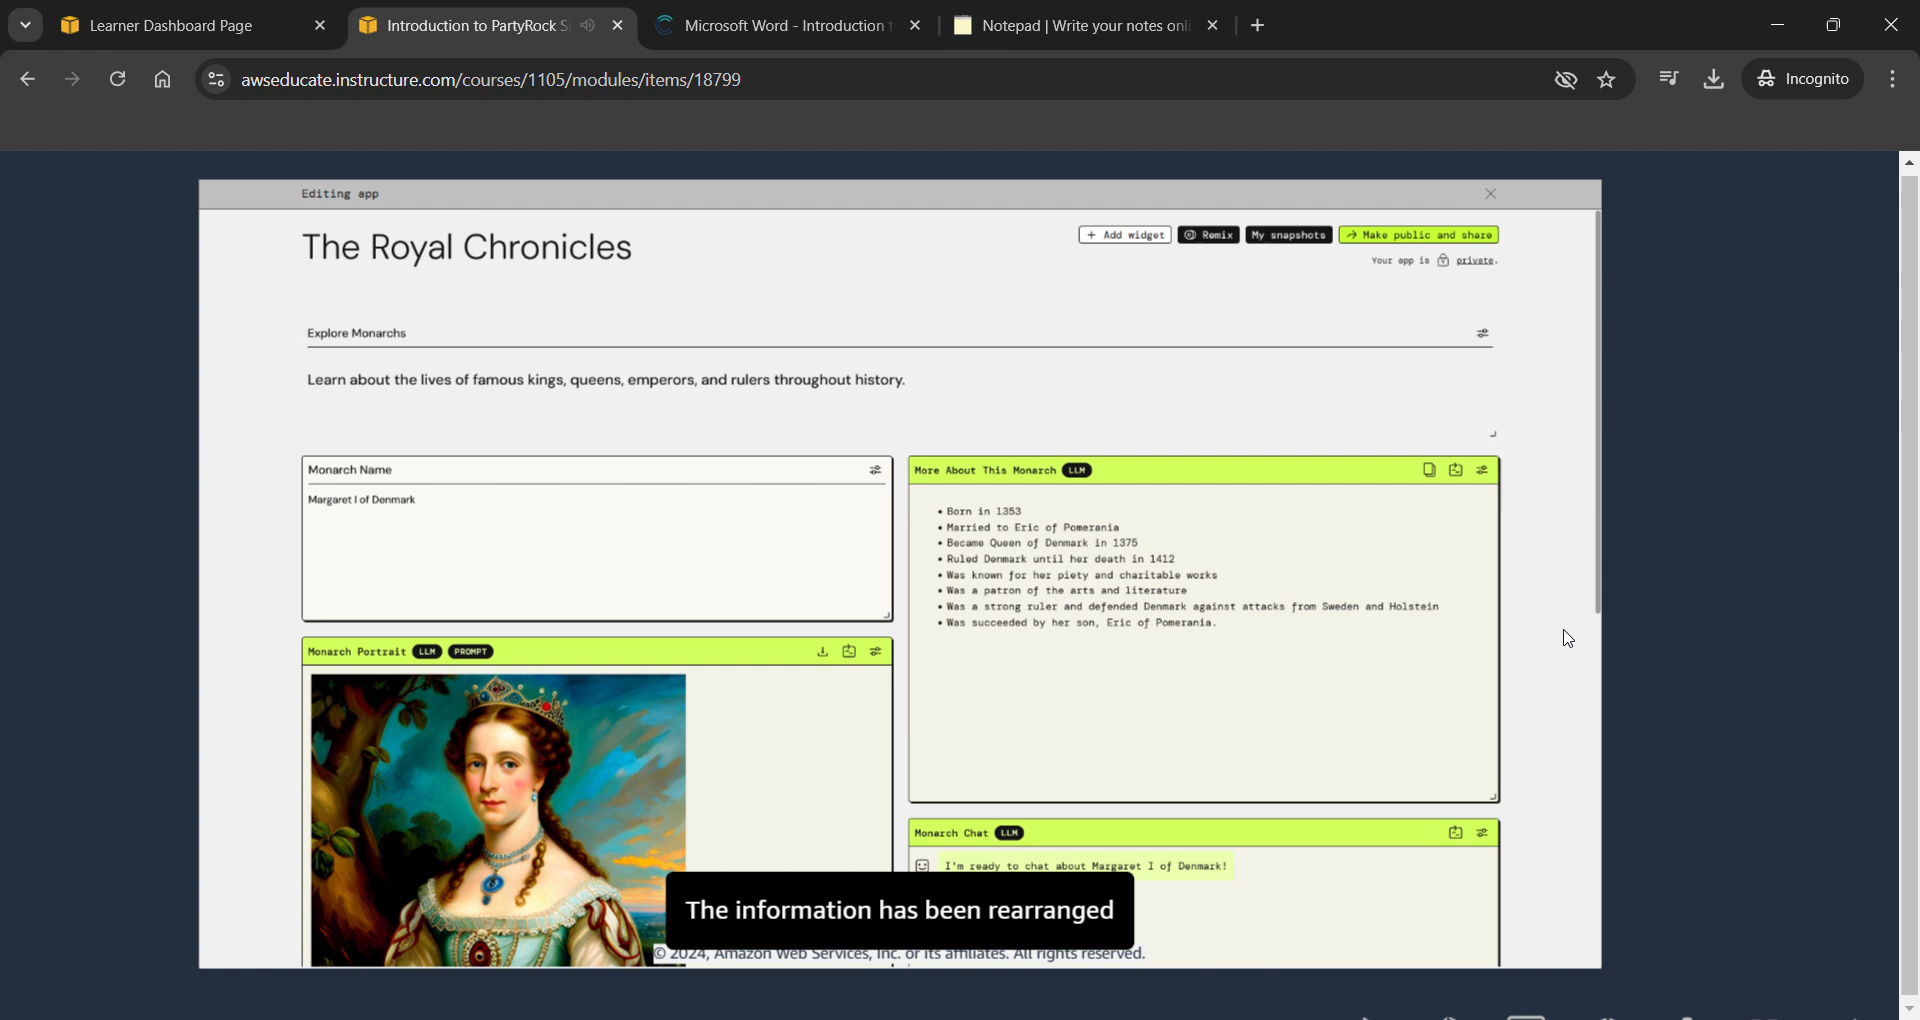 Learner Dashboard Page
Introduction to PartyRock Si
Microsoft Word - Introduction t
Notepad | Write your notes onli
awseducate.instructure.com/courses/1105/modules/items/18799
Incognito
Editing app
The Royal Chronicles
+ Add widget
Remix
My snapshots
Make public and share
Your app is private.
Explore Monarchs
Learn about the lives of famous kings, queens, emperors, and rulers throughout history.
Monarch Name
Margaret I of Denmark
More About This Monarch LLM
• Born in 1353
• Married to Eric of Pomerania
• Became Queen of Denmark in 1375
• Ruled Denmark until her death in 1412
• Was known for her piety and charitable works
• Was a patron of the arts and literature
• Was a strong ruler and defended Denmark against attacks from Sweden and Holstein
• Was succeeded by her son, Eric of Pomerania.
Monarch Portrait LLM PROMPT
Monarch Chat LLM
I'm ready to chat about Margaret I of Denmark!
The information has been rearranged
© 2024, Amazon Web Services, Inc. or its affiliates. All rights reserved.